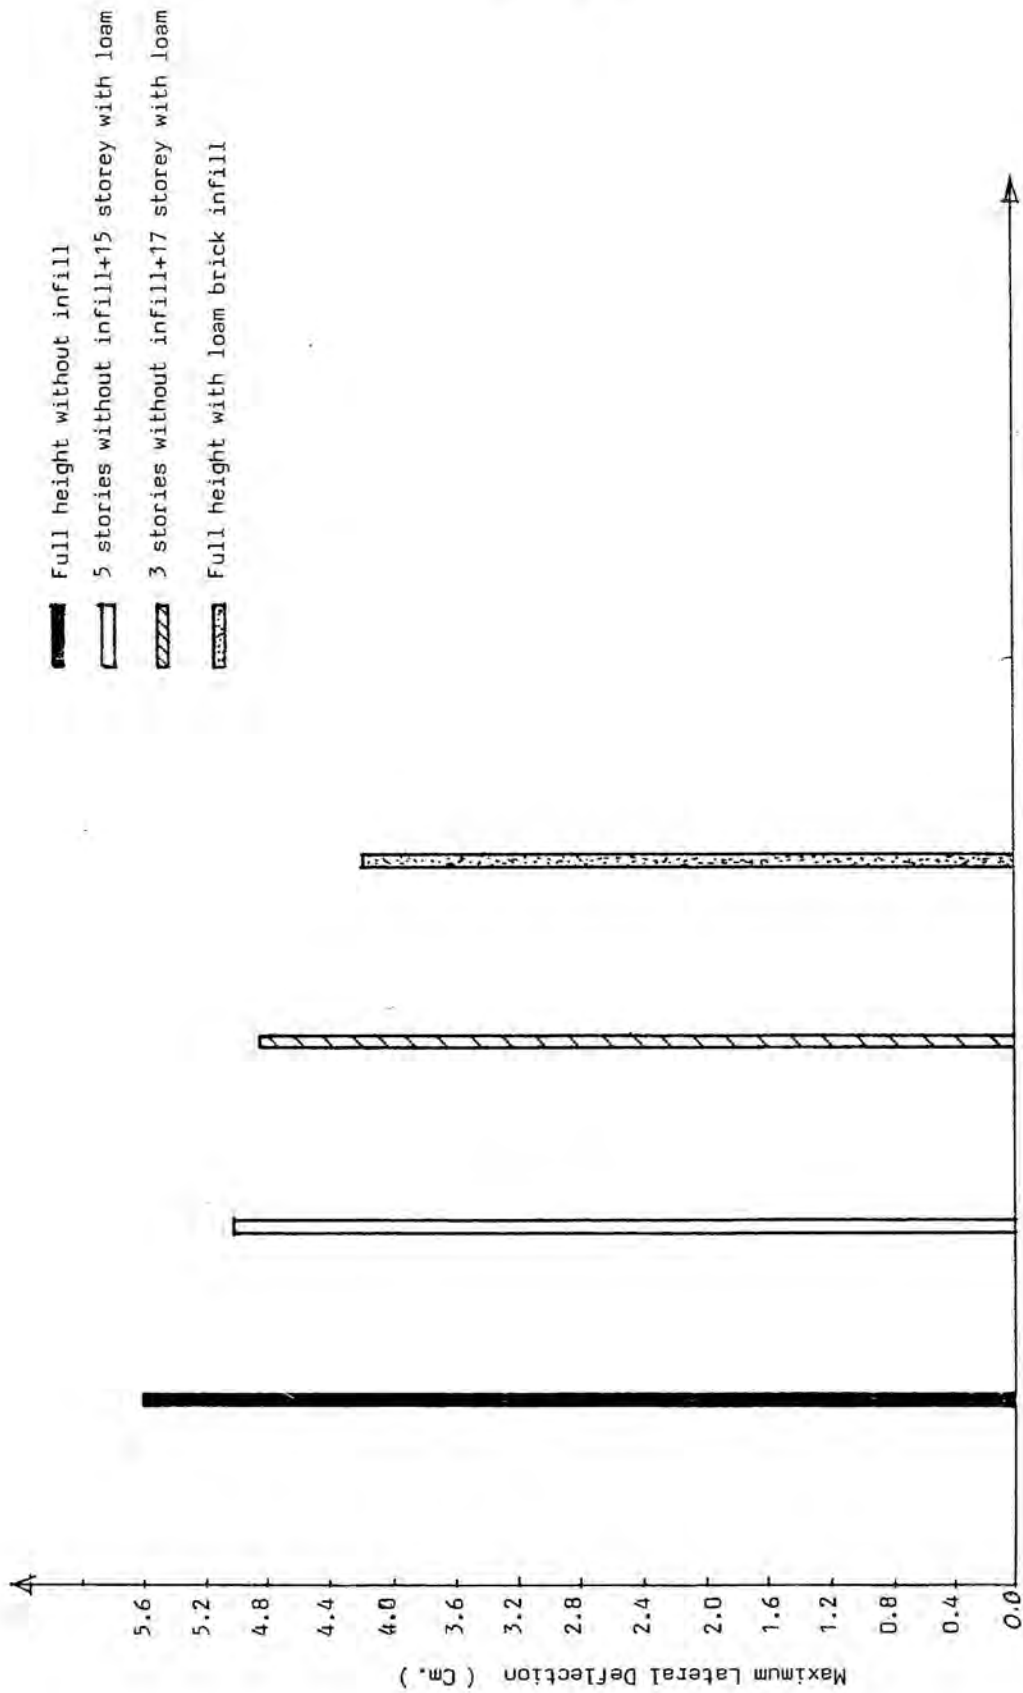 Full height without infill
5 stories without infill+15 storey with loam
3 stories without infill+17 storey with loam
Full height with loam brick infill
Maximum Lateral Deflection ( Cm. )
5.6
5.2
4.8
4.0
3.6
3.2
2.8
2.4
2.0
1.6
1.2
0.8
0.4
0.0